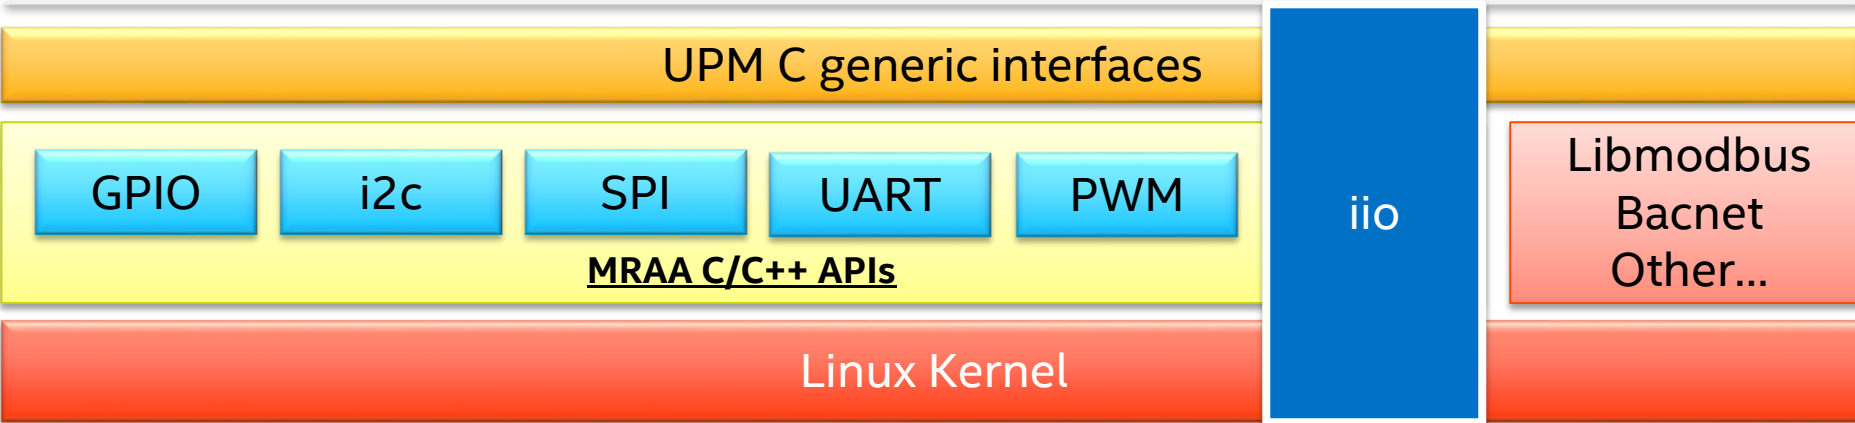 UPM C generic interfaces
GPIO
i2c
SPI
UART
PWM
MRAA C/C++ APIs
iio
Libmodbus
Bacnet
Other...
Linux Kernel